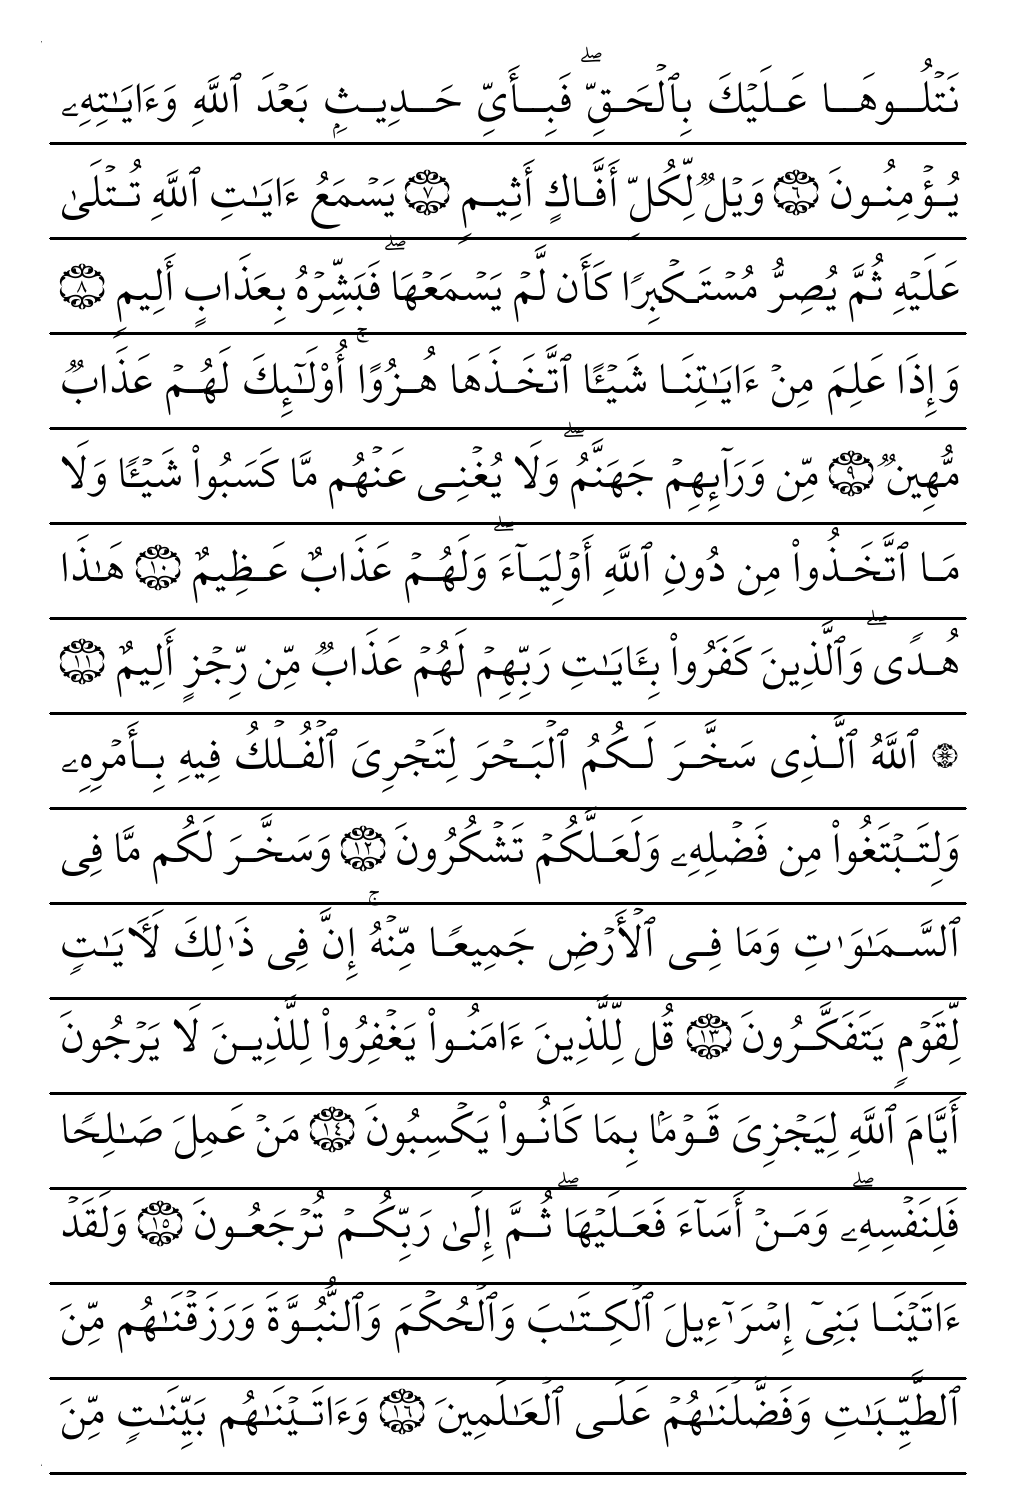 نَتْلُوهَا عَلَيْكَ بِٱلْحَقِّ ۖ فَبِأَىِّ حَدِيثٍۭ بَعْدَ ٱللَّهِ وَءَايَـٰتِهِۦ
يُؤْمِنُونَ ٦ وَيْلٌ لِّكُلِّ أَفَّاكٍ أَثِيمٍ ٧ يَسْمَعُ ءَايَـٰتِ ٱللَّهِ تُتْلَىٰ
عَلَيْهِ ثُمَّ يُصِرُّ مُسْتَكْبِرًا كَأَن لَّمْ يَسْمَعْهَا ۖ فَبَشِّرْهُ بِعَذَابٍ أَلِيمٍ ٨
وَإِذَا عَلِمَ مِنْ ءَايَـٰتِنَا شَيْـًٔا ٱتَّخَذَهَا هُزُوًا ۚ أُو۟لَـٰٓئِكَ لَهُمْ عَذَابٌ
مُّهِينٌ ٩ مِّن وَرَآئِهِمْ جَهَنَّمُ ۖ وَلَا يُغْنِى عَنْهُم مَّا كَسَبُوا۟ شَيْـًٔا وَلَا
مَا ٱتَّخَذُوا۟ مِن دُونِ ٱللَّهِ أَوْلِيَآءَ ۖ وَلَهُمْ عَذَابٌ عَظِيمٌ ١٠ هَـٰذَا
هُدًى ۖ وَٱلَّذِينَ كَفَرُوا۟ بِـَٔايَـٰتِ رَبِّهِمْ لَهُمْ عَذَابٌ مِّن رِّجْزٍ أَلِيمٌ ١١
۞ ٱللَّهُ ٱلَّذِى سَخَّرَ لَكُمُ ٱلْبَحْرَ لِتَجْرِىَ ٱلْفُلْكُ فِيهِ بِأَمْرِهِۦ
وَلِتَبْتَغُوا۟ مِن فَضْلِهِۦ وَلَعَلَّكُمْ تَشْكُرُونَ ١٢ وَسَخَّرَ لَكُم مَّا فِى
ٱلسَّمَـٰوَٰتِ وَمَا فِى ٱلْأَرْضِ جَمِيعًا مِّنْهُ ۚ إِنَّ فِى ذَٰلِكَ لَـَٔايَـٰتٍ
لِّقَوْمٍ يَتَفَكَّرُونَ ١٣ قُل لِّلَّذِينَ ءَامَنُوا۟ يَغْفِرُوا۟ لِلَّذِينَ لَا يَرْجُونَ
أَيَّامَ ٱللَّهِ لِيَجْزِىَ قَوْمًۢا بِمَا كَانُوا۟ يَكْسِبُونَ ١٤ مَنْ عَمِلَ صَـٰلِحًا
فَلِنَفْسِهِۦ ۖ وَمَنْ أَسَآءَ فَعَلَيْهَا ۖ ثُمَّ إِلَىٰ رَبِّكُمْ تُرْجَعُونَ ١٥ وَلَقَدْ
ءَاتَيْنَا بَنِىٓ إِسْرَٰٓءِيلَ ٱلْكِتَـٰبَ وَٱلْحُكْمَ وَٱلنُّبُوَّةَ وَرَزَقْنَـٰهُم مِّنَ
ٱلطَّيِّبَـٰتِ وَفَضَّلْنَـٰهُمْ عَلَى ٱلْعَـٰلَمِينَ ١٦ وَءَاتَيْنَـٰهُم بَيِّنَـٰتٍ مِّنَ